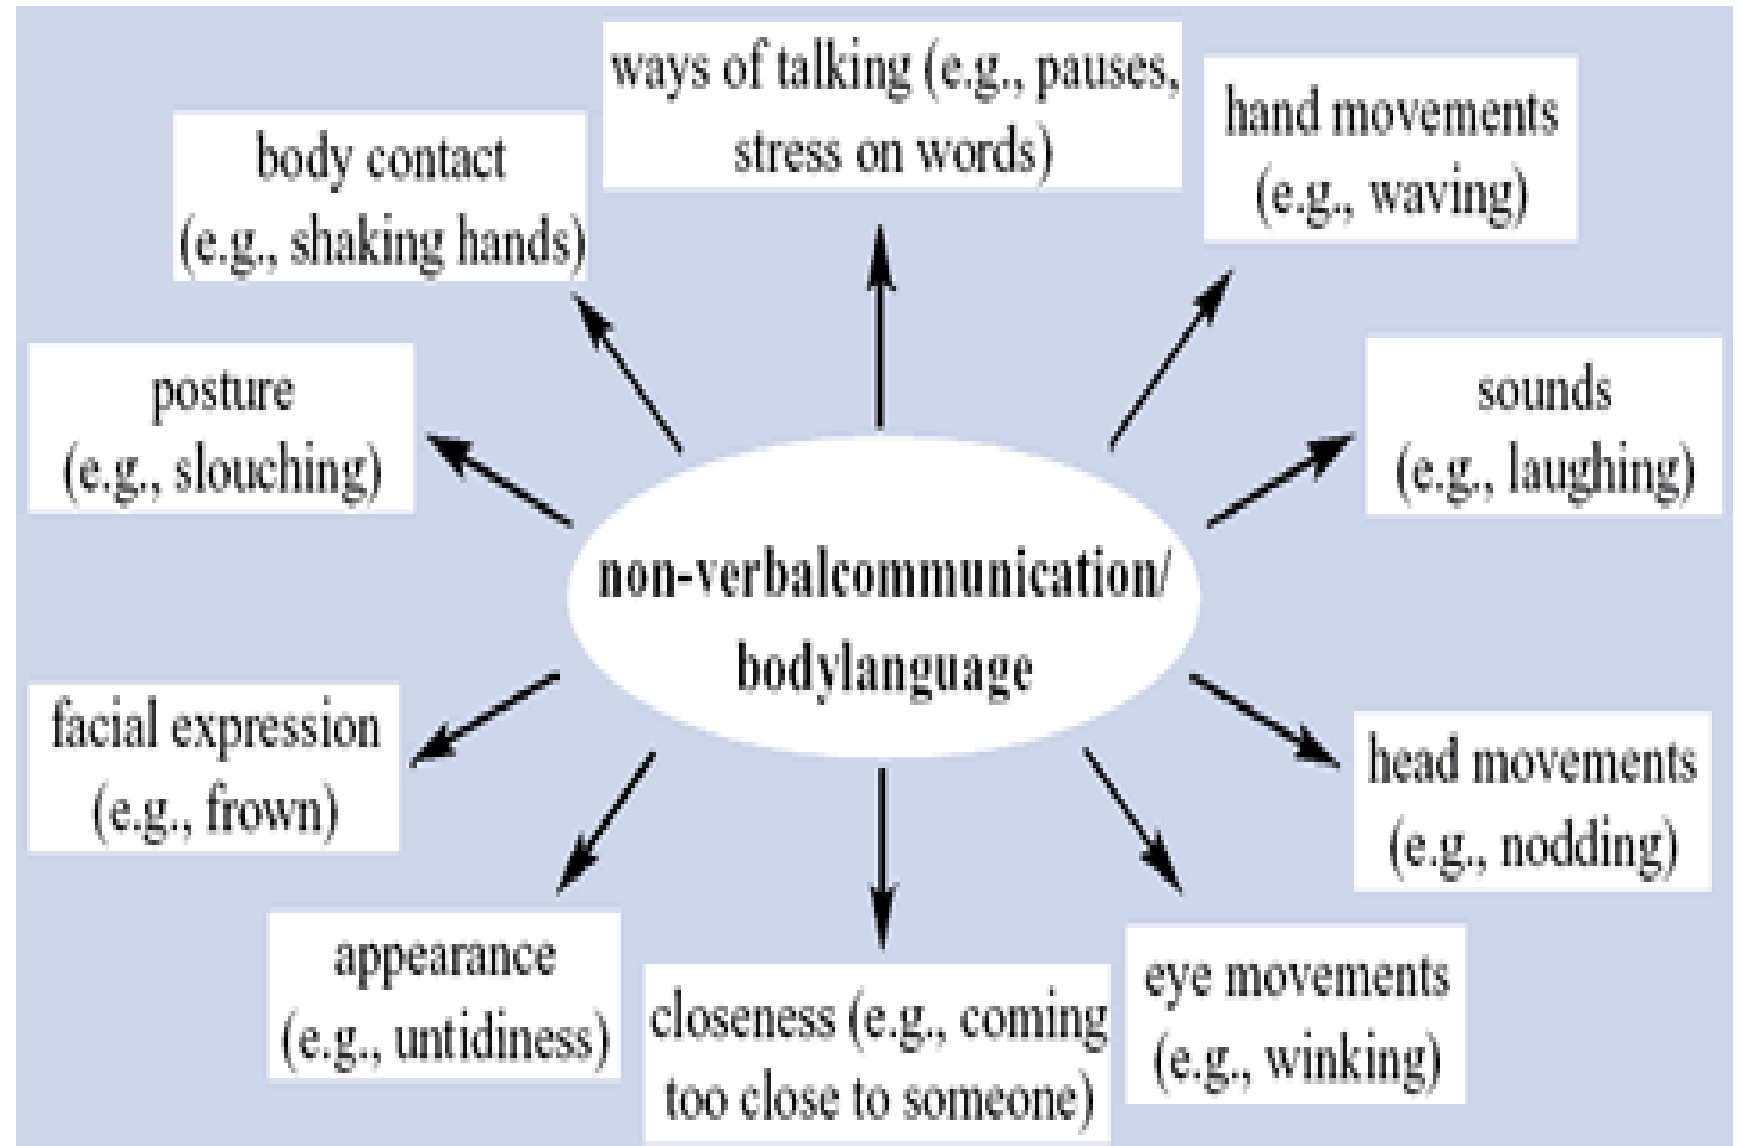 ways of talking (e.g., pauses,
stress on words)
hand movements
(e.g., waving)
body contact
(e.g., shaking hands)
posture
(e.g., slouching)
sounds
(e.g., laughing)
non-verbalcommunication/
bodylanguage
facial expression
(e.g., frown)
head movements
(e.g., nodding)
appearance
(e.g., untidiness)
closeness (e.g., coming
too close to someone)
eye movements
(e.g., winking)